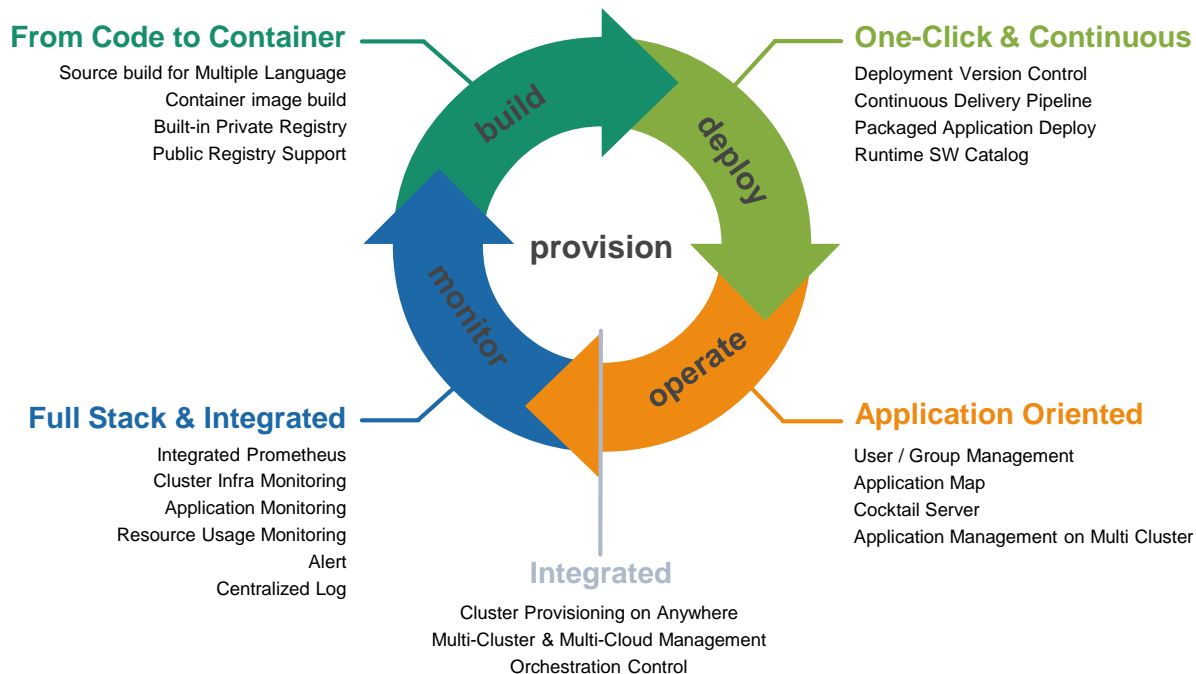 From Code to Container
Source build for Multiple Language
Container image build
Built-in Private Registry
Public Registry Support
One-Click & Continuous
Deployment Version Control
Continuous Delivery Pipeline
Packaged Application Deploy
Runtime SW Catalog
build
deploy
provision
monitor
operate
Full Stack & Integrated
Integrated Prometheus
Cluster Infra Monitoring
Application Monitoring
Resource Usage Monitoring
Alert
Centralized Log
Application Oriented
User / Group Management
Application Map
Cocktail Server
Application Management on Multi Cluster
Integrated
Cluster Provisioning on Anywhere
Multi-Cluster & Multi-Cloud Management
Orchestration Control